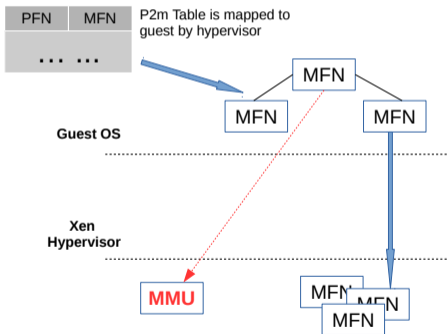 PFN MFN
... ...
P2m Table is mapped to
guest by hypervisor
MFN
MFN
MFN
Guest OS
Xen
Hypervisor
MMU
MFN
MFN
MFN